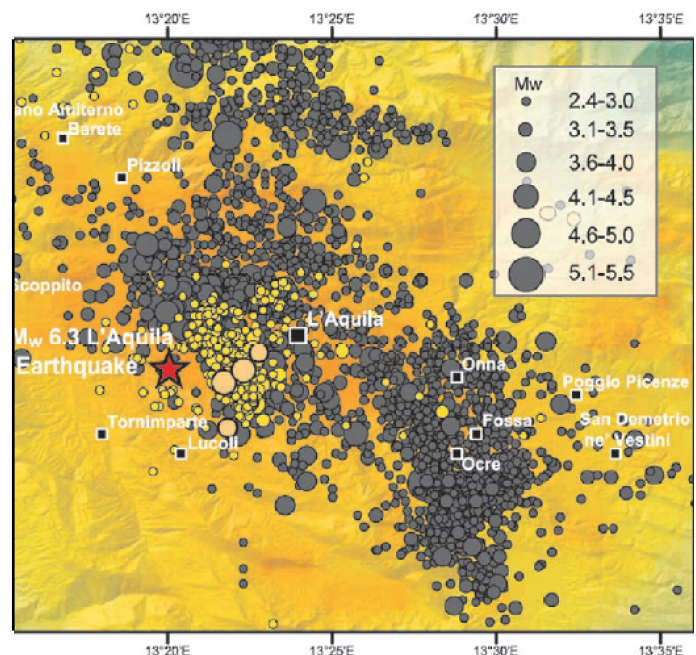 13°20'E 13°25'E 13°30'E 13°35'E
Mw
2.4-3.0
3.1-3.5
3.6-4.0
4.1-4.5
4.6-5.0
5.1-5.5
ano Amiterno
Barete
Pizzoli
Scoppito
L'Aquila
Mw 6.3 L'Aquila
Earthquake
Onna
Poggio Picenze
Tornimparte
Fossa
San Demetrio
ne' Vestini
Lucoli
Ocre
13°20'E 13°25'E 13°30'E 13°35'E